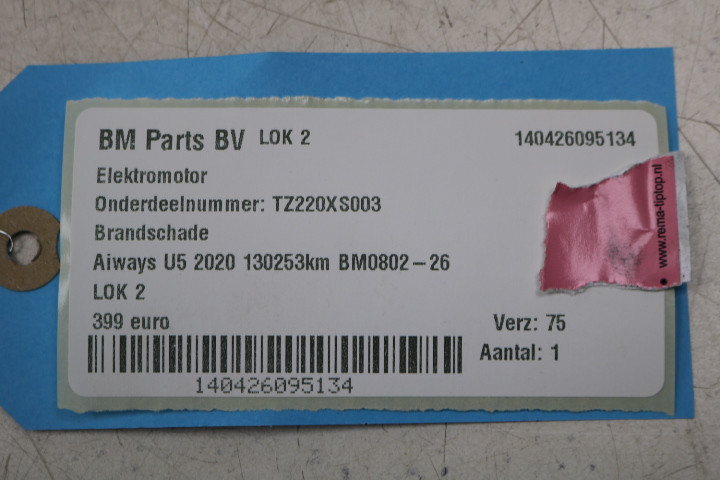 BM Parts BV LOK 2 140426095134
Elektromotor
Onderdeelnummer: TZ220XS003
Brandschade
Aiways U5 2020 130253km BM0802-26
LOK 2
399 euro Verz: 75
Aantal: 1
140426095134
www.rema-tiptop.nl